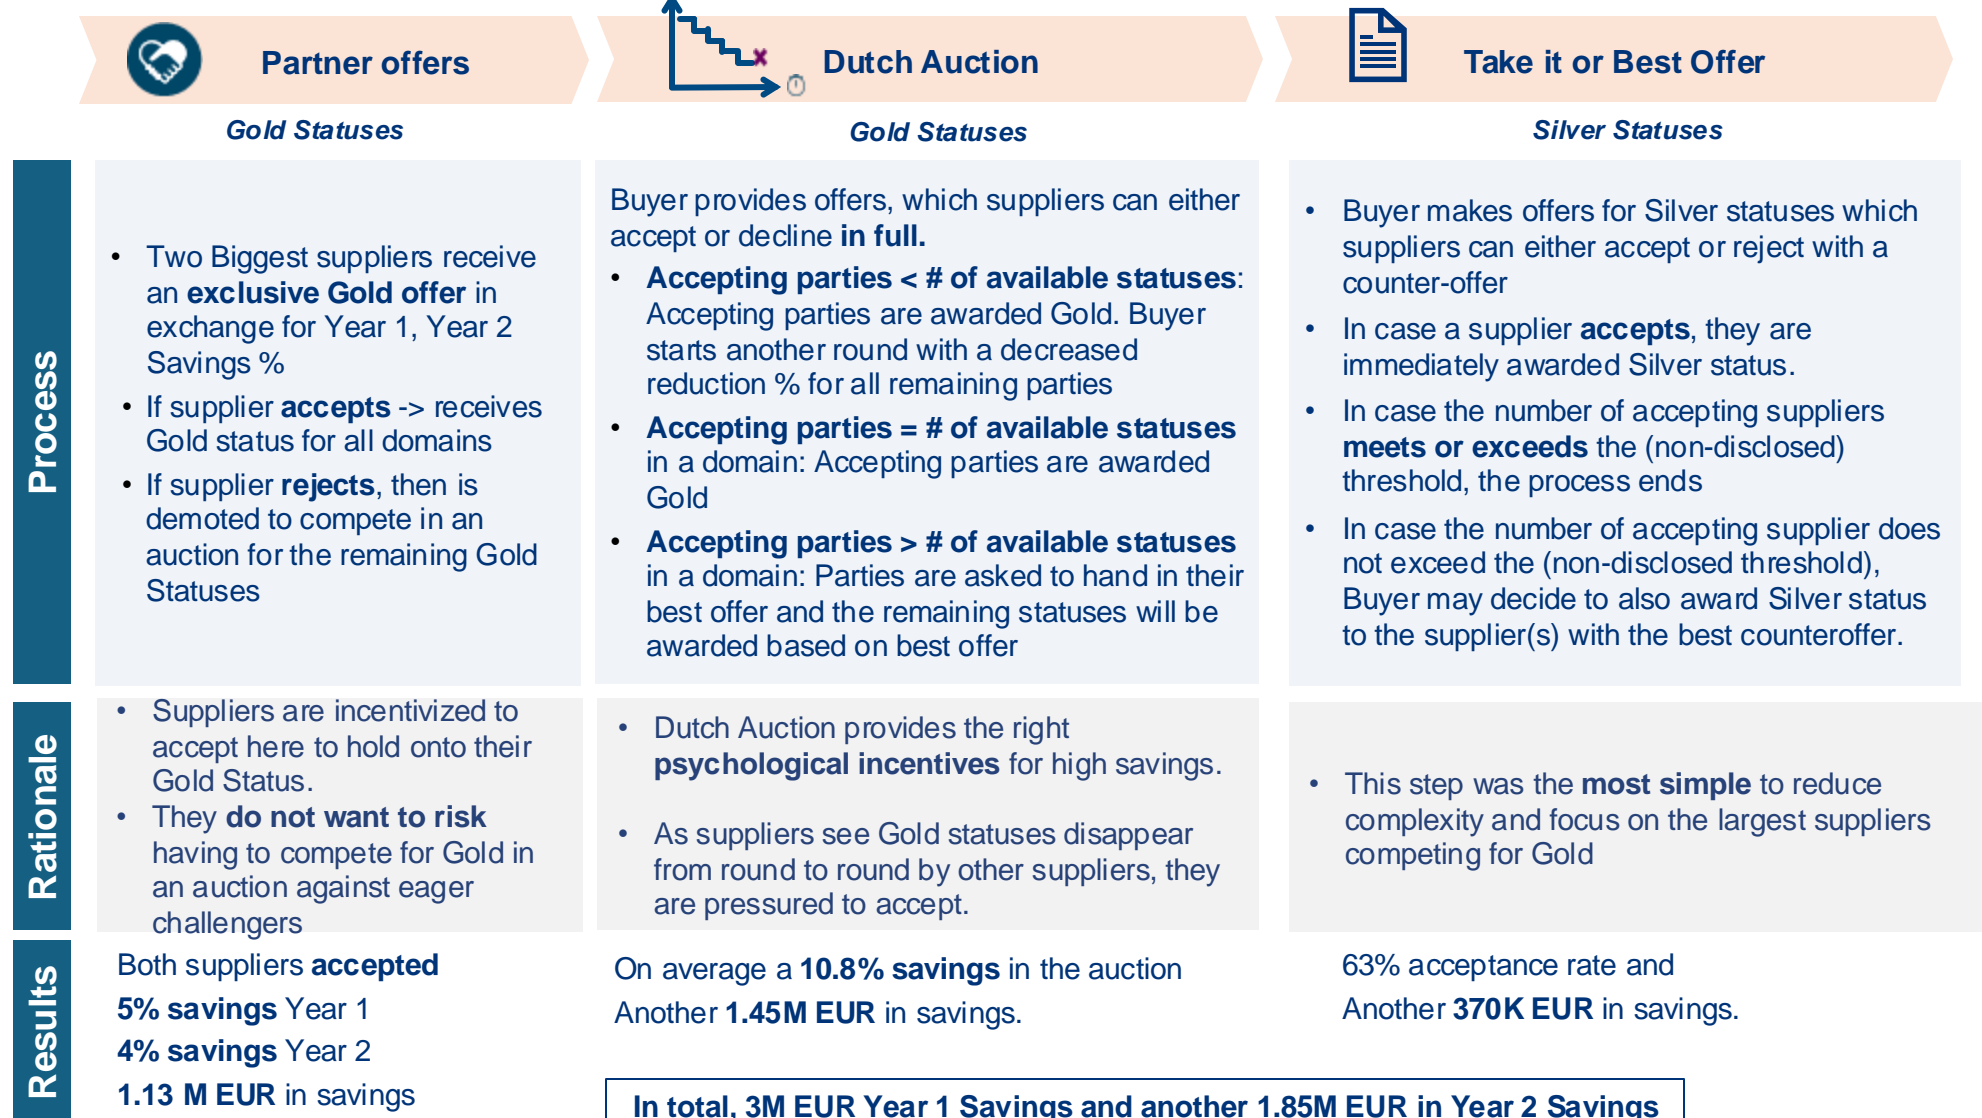 Partner offers
Dutch Auction
Take it or Best Offer
Gold Statuses
Gold Statuses
Silver Statuses
Process
• Two Biggest suppliers receive
an exclusive Gold offer in
exchange for Year 1, Year 2
Savings %
• If supplier accepts -> receives
Gold status for all domains
• If supplier rejects, then is
demoted to compete in an
auction for the remaining Gold
Statuses
Buyer provides offers, which suppliers can either
accept or decline in full.
• Accepting parties < # of available statuses:
Accepting parties are awarded Gold. Buyer
starts another round with a decreased
reduction % for all remaining parties
• Accepting parties = # of available statuses
in a domain: Accepting parties are awarded
Gold
• Accepting parties > # of available statuses
in a domain: Parties are asked to hand in their
best offer and the remaining statuses will be
awarded based on best offer
• Buyer makes offers for Silver statuses which
suppliers can either accept or reject with a
counter-offer
• In case a supplier accepts, they are
immediately awarded Silver status.
• In case the number of accepting suppliers
meets or exceeds the (non-disclosed)
threshold, the process ends
• In case the number of accepting supplier does
not exceed the (non-disclosed threshold),
Buyer may decide to also award Silver status
to the supplier(s) with the best counteroffer.
Rationale
• Suppliers are incentivized to
accept here to hold onto their
Gold Status.
• They do not want to risk
having to compete for Gold in
an auction against eager
challengers
• Dutch Auction provides the right
psychological incentives for high savings.
• As suppliers see Gold statuses disappear
from round to round by other suppliers, they
are pressured to accept.
• This step was the most simple to reduce
complexity and focus on the largest suppliers
competing for Gold
Results
Both suppliers accepted
5% savings Year 1
4% savings Year 2
1.13 M EUR in savings
On average a 10.8% savings in the auction
Another 1.45M EUR in savings.
63% acceptance rate and
Another 370K EUR in savings.
In total, 3M EUR Year 1 Savings and another 1.85M EUR in Year 2 Savings